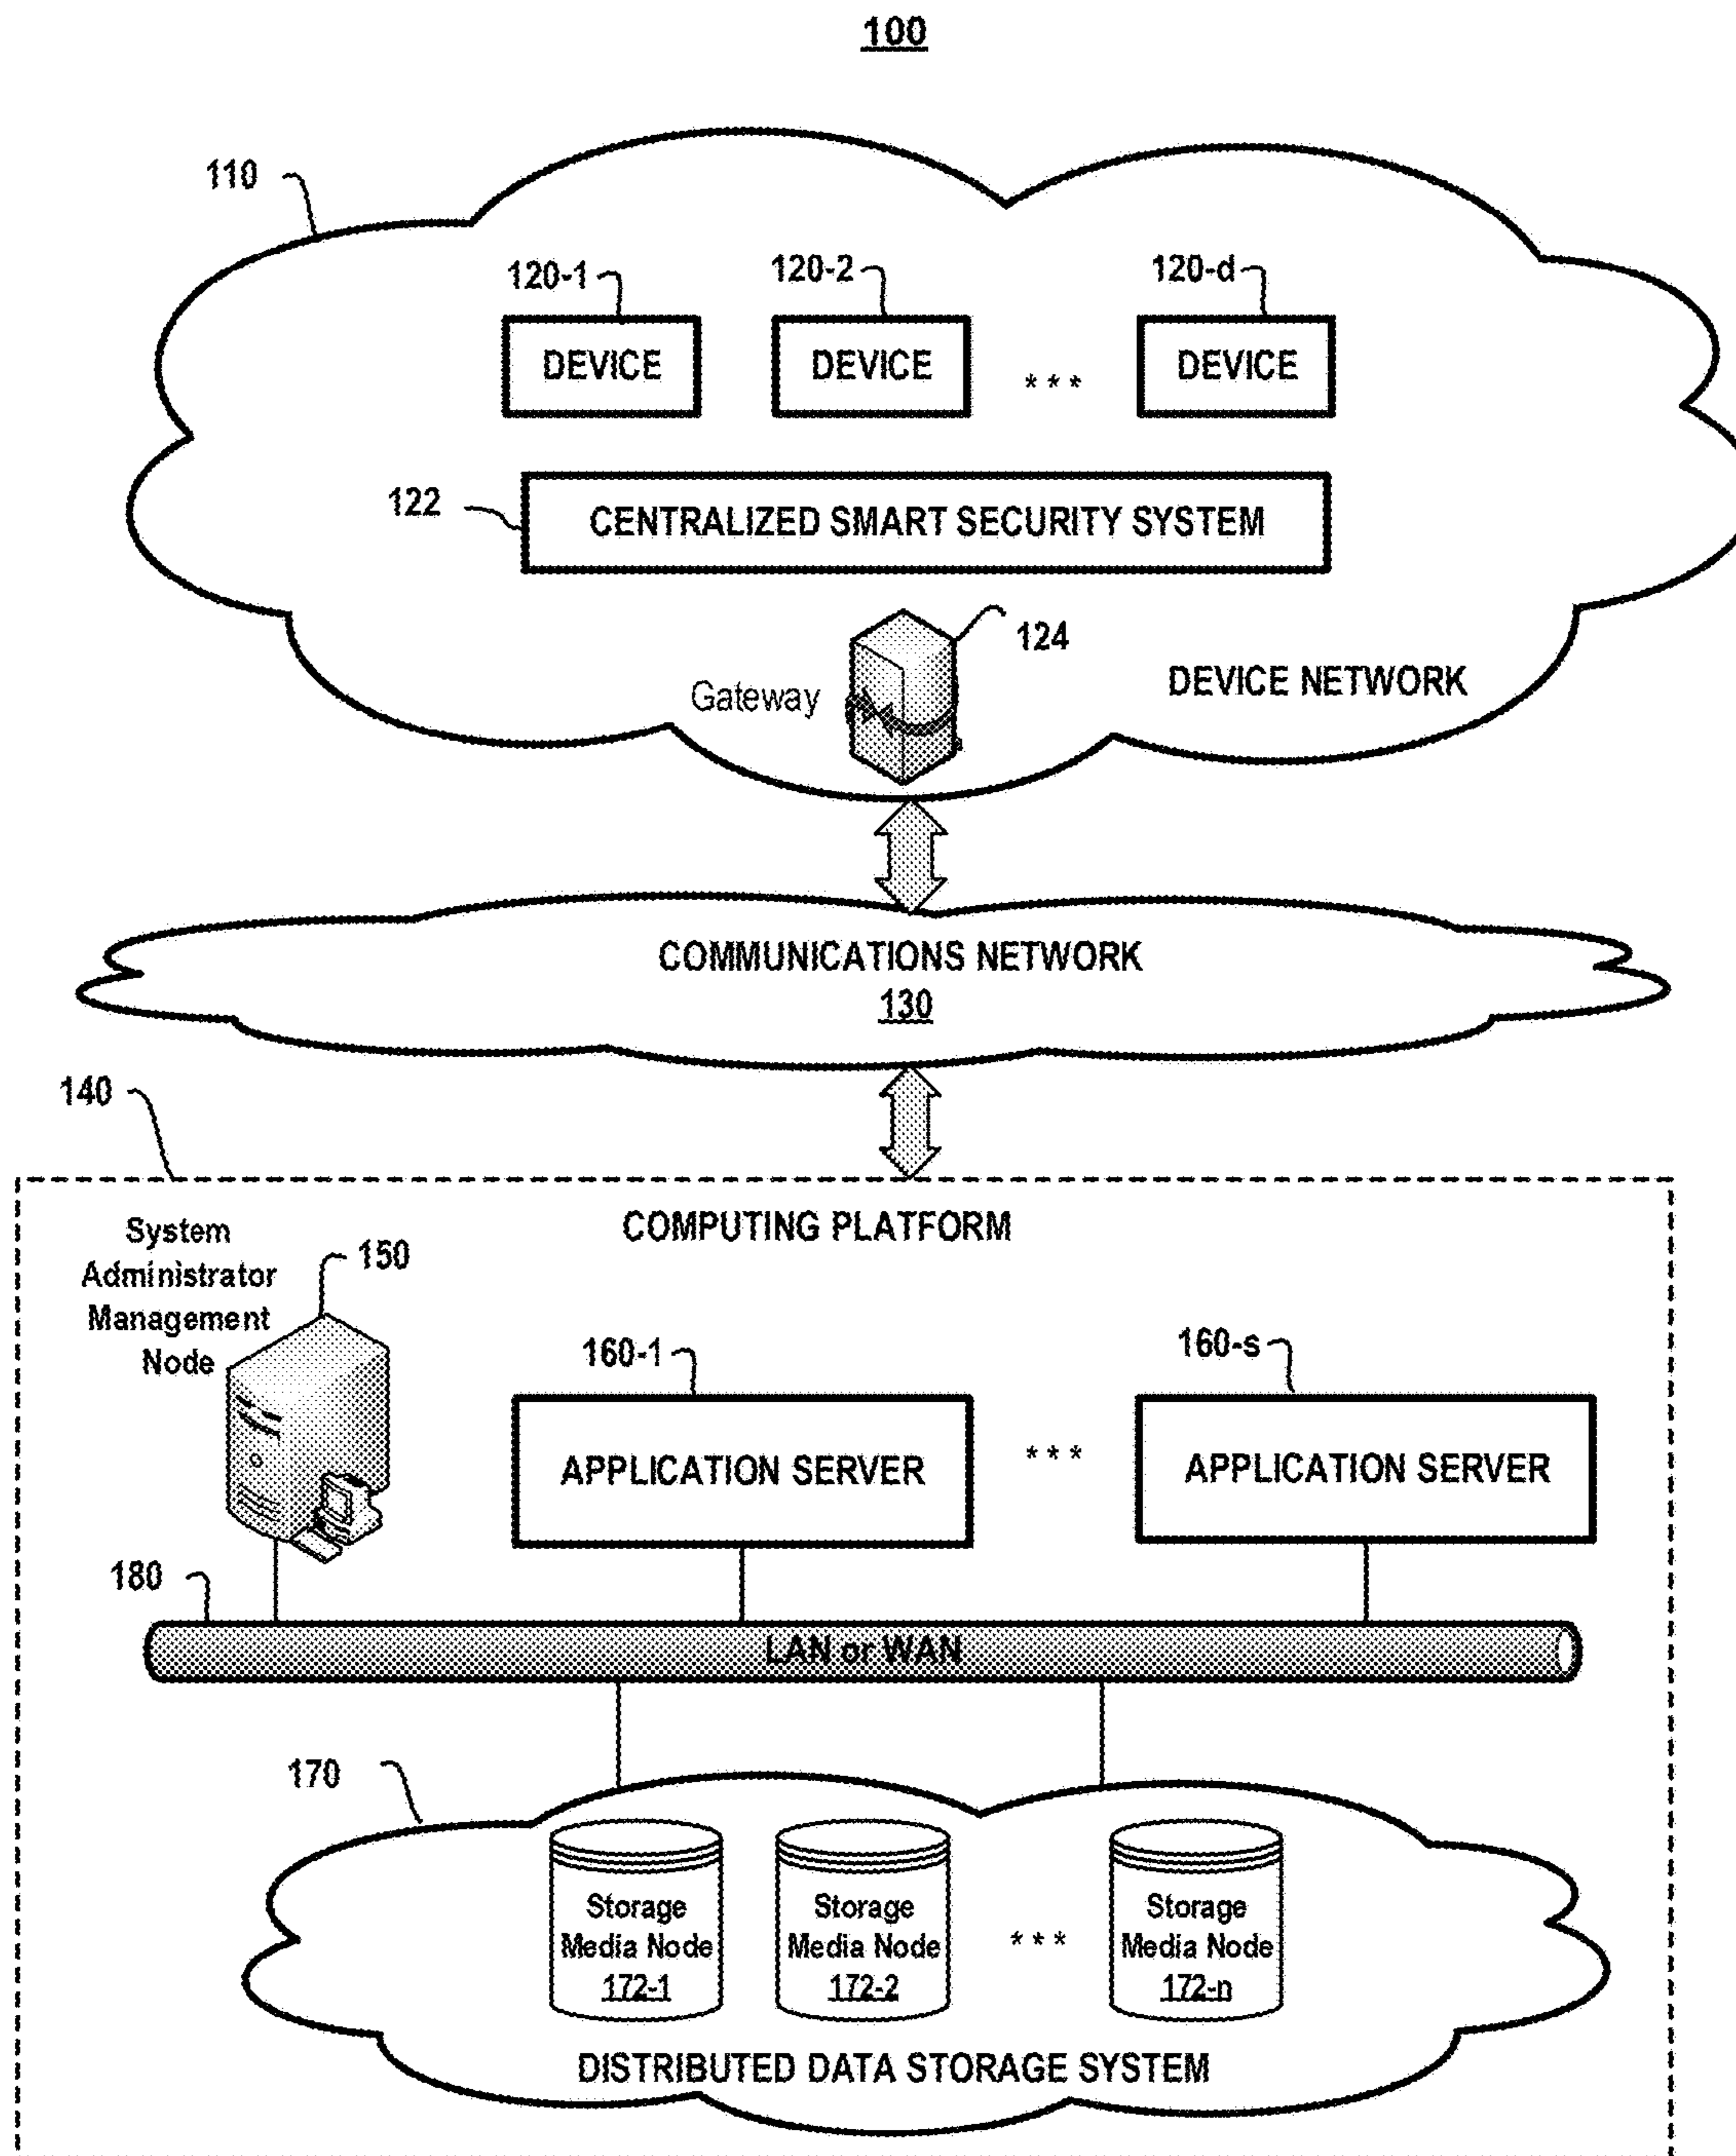 100
110
120-1
120-2
120-d
DEVICE
DEVICE
* * *
DEVICE
122
CENTRALIZED SMART SECURITY SYSTEM
124
Gateway
DEVICE NETWORK
COMMUNICATIONS NETWORK
130
140
COMPUTING PLATFORM
System
Administrator
Management
Node
150
160-1
160-s
APPLICATION SERVER
* * *
APPLICATION SERVER
180
LAN or WAN
170
Storage
Media Node
172-1
Storage
Media Node
172-2
* * *
Storage
Media Node
172-n
DISTRIBUTED DATA STORAGE SYSTEM